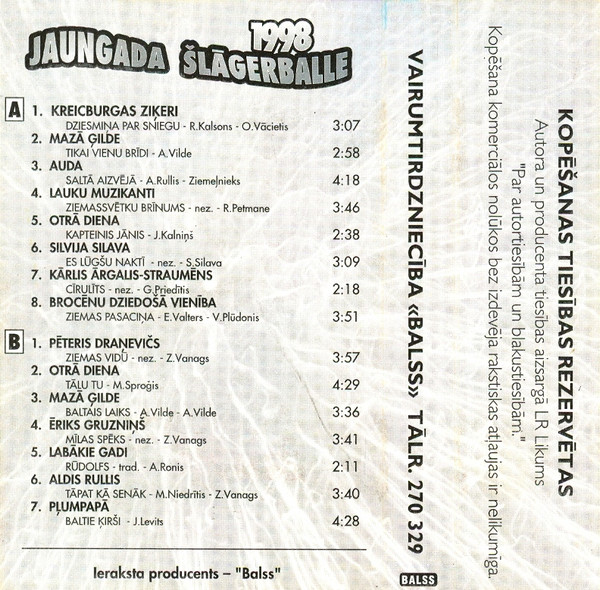 1998
JAUNGADA ŠLĀGERBALLE
A
1. KREICBURGAS ZIĶERI
DZIESMIŅA PAR SNIEGU - R.Kalsons - O.Vācietis 3:07
2. MAZĀ ĢILDE
TIKAI VIENU BRĪDI - A.Vilde 2:58
3. AUDA
SALTĀ AIZVĒJĀ - A.Rullis - Ziemeļnieks 4:18
4. LAUKU MUZIKANTI
ZIEMASSVĒTKU BRĪNUMS - nez. - R.Petmane 3:46
5. OTRĀ DIENA
KAPTEINIS JĀNIS - J.Kalniņš 2:38
6. SILVIJA SILAVA
ES LŪGŠU NAKTĪ - nez. - S.Silava 3:09
7. KĀRLIS ĀRGALIS-STRAUMĒNS
CĪRULĪTS - nez. - G.Priedītis 2:18
8. BROCĒNU DZIEDOŠĀ VIENĪBA
ZIEMAS PASACIŅA - E.Valters - V.Plūdonis 3:51
B
1. PĒTERIS DRAŅEVIČS
ZIEMAS VIDŪ - nez. - Z.Vanags 3:57
2. OTRĀ DIENA
TĀLU TU - M.Sproģis 4:29
3. MAZĀ ĢILDE
BALTAIS LAIKS - A.Vilde - A.Vilde 3:36
4. ĒRIKS GRUZNIŅŠ
MĪLAS SPĒKS - nez. - Z.Vanags 3:41
5. LABĀKIE GADI
RŪDOLFS - trad. - A.Ronis 2:11
6. ALDIS RULLIS
TĀPAT KĀ SENĀK - M.Niedrītis - Z.Vanags 3:40
7. PĻUMPAPĀ
BALTIE ĶIRŠI - J.Levits 4:28
Ieraksta producents – "Balss"
VAIRUMTIRDZNIECĪBA «BALSS» TĀLR. 270 329
BALSS
KOPĒŠANAS TIESĪBAS REZERVĒTAS
Autora un producenta tiesības aizsargā LR Likums
"Par autortiesībām un blakustiesībām."
Kopēšana komerciālos nolūkos bez izdevēja rakstiskas atļaujas ir nelikumīga.